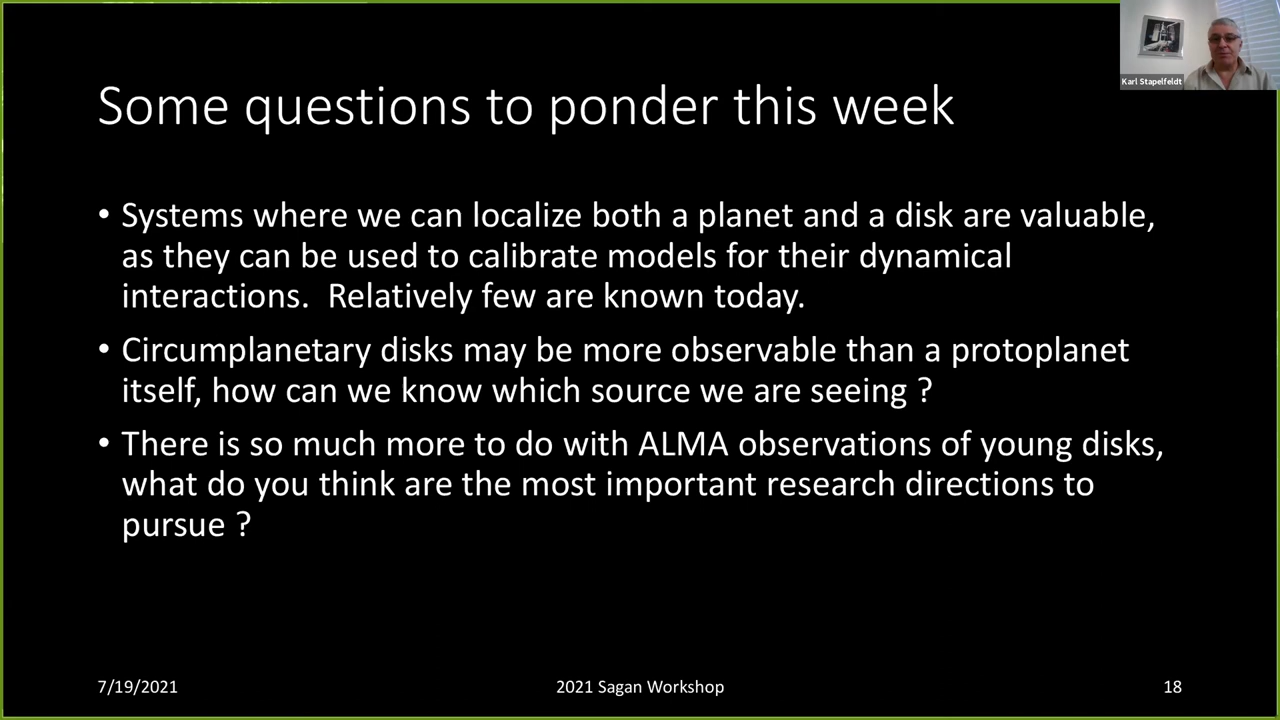 Karl Stapelfeldt
Some questions to ponder this week
• Systems where we can localize both a planet and a disk are valuable,
as they can be used to calibrate models for their dynamical
interactions.  Relatively few are known today.
• Circumplanetary disks may be more observable than a protoplanet
itself, how can we know which source we are seeing ?
• There is so much more to do with ALMA observations of young disks,
what do you think are the most important research directions to
pursue ?
7/19/2021
2021 Sagan Workshop
18